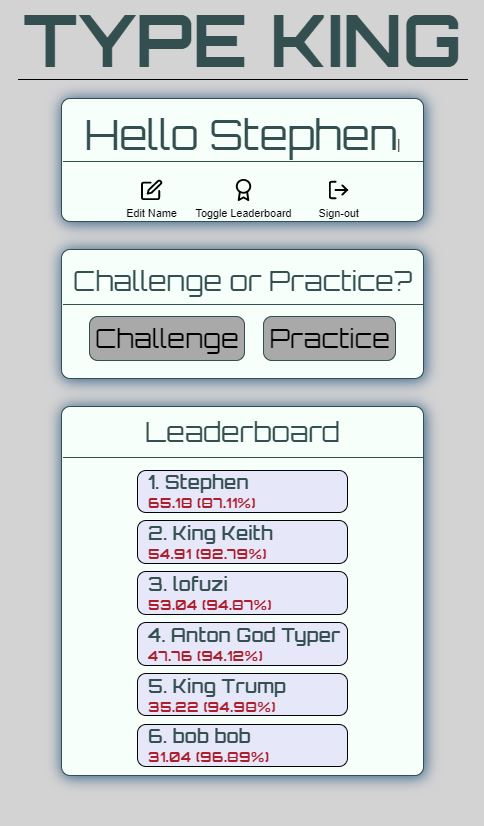 TYPE KING
Hello Stephen
Edit Name Toggle Leaderboard Sign-out
Challenge or Practice?
Challenge Practice
Leaderboard
1. Stephen
65.18 (87.11%)
2. King Keith
54.91 (92.79%)
3. lofuzi
53.04 (94.87%)
4. Anton God Typer
47.76 (94.12%)
5. King Trump
35.22 (94.98%)
6. bob bob
31.04 (96.89%)